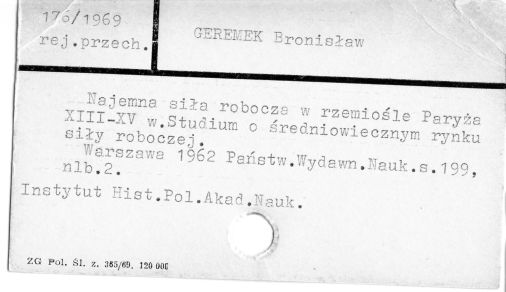 176/1969
rej.przech.
GEREMEK Bronisław
Najemna siła robocza w rzemiośle Paryża
XIII-XV w.Studium o średniowiecznym rynku
siły roboczej.
Warszawa 1962 Państw.Wydawn.Nauk.s.199,
nlb.2.
Instytut Hist.Pol.Akad.Nauk.
ZG Pol. Śl. z. 365/69. 120 000